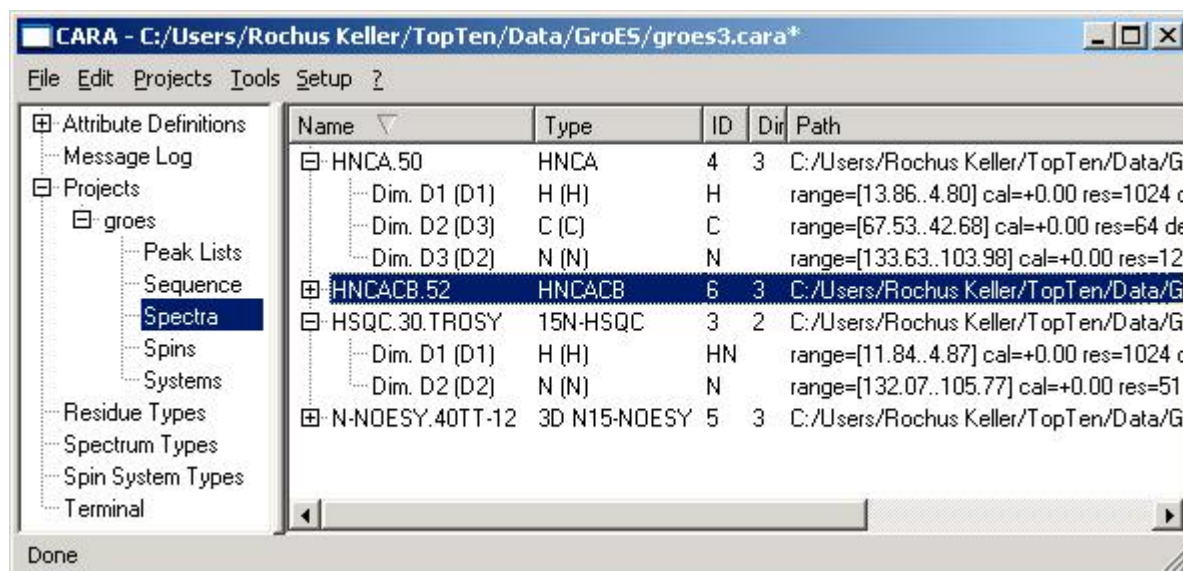 CARA - C:/Users/Rochus Keller/TopTen/Data/GroES/groes3.cara*
File Edit Projects Tools Setup ?
Attribute Definitions
Message Log
Projects
groes
Peak Lists
Sequence
Spectra
Spins
Systems
Residue Types
Spectrum Types
Spin System Types
Terminal
Name Type ID Dir Path
HNCA.50 HNCA 4 3 C:/Users/Rochus Keller/TopTen/Data/G
Dim. D1 (D1) H (H) H range=[13.86..4.80] cal=+0.00 res=1024
Dim. D2 (D3) C (C) C range=[67.53..42.68] cal=+0.00 res=64 de
Dim. D3 (D2) N (N) N range=[133.63..103.98] cal=+0.00 res=12
HNCACB.52 HNCACB 6 3 C:/Users/Rochus Keller/TopTen/Data/G
HSQC.30.TROSY 15N-HSQC 3 2 C:/Users/Rochus Keller/TopTen/Data/G
Dim. D1 (D1) H (H) HN range=[11.84..4.87] cal=+0.00 res=1024
Dim. D2 (D2) N (N) N range=[132.07..105.77] cal=+0.00 res=51
N-NOESY.40TT-12 3D N15-NOESY 5 3 C:/Users/Rochus Keller/TopTen/Data/G
Done